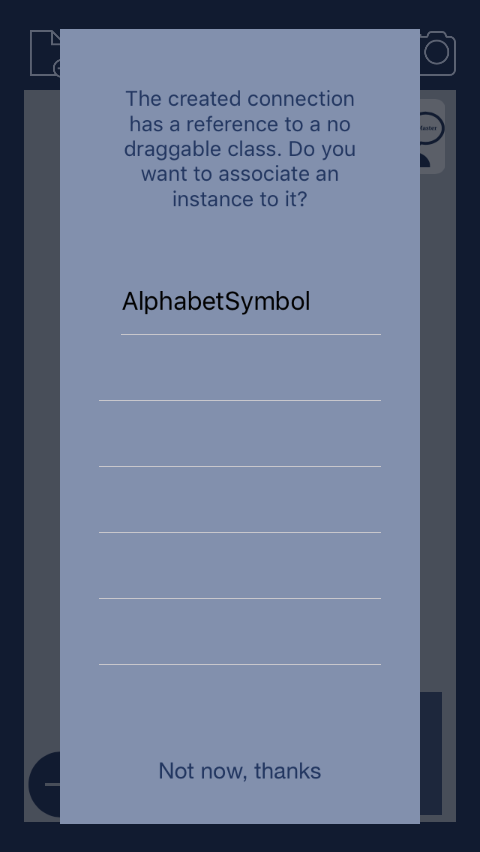 The created connection
has a reference to a no
draggable class. Do you
want to associate an
instance to it?
AlphabetSymbol
Not now, thanks